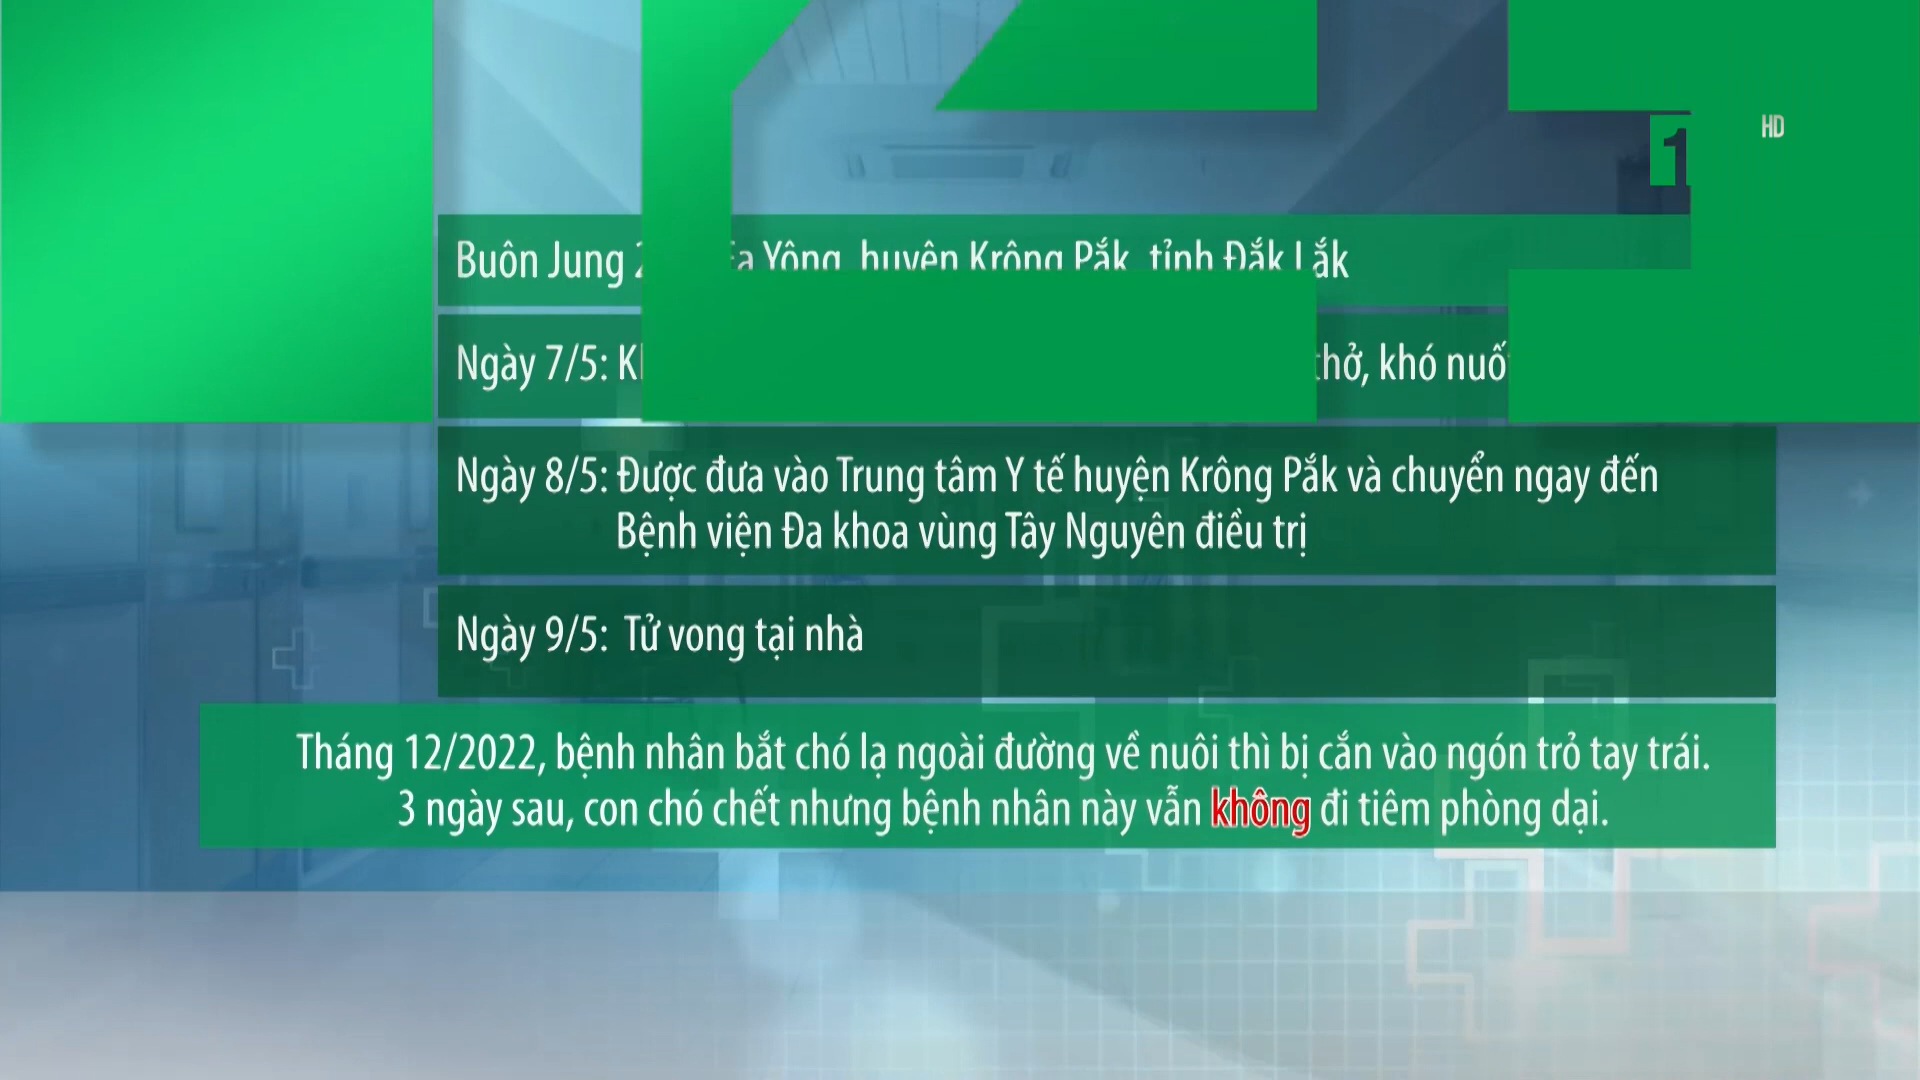 HD
1
Buôn Jung Yông, huyện Krông Pắk, tỉnh Đắk Lắk
Ngày 7/5: thở, khó
Ngày 8/5: Được đưa vào Trung tâm Y tế huyện Krông Pắk và chuyển ngay đến
Bệnh viện Đa khoa vùng Tây Nguyên điều trị
Ngày 9/5: Tử vong tại nhà
Tháng 12/2022, bệnh nhân bắt chó lạ ngoài đường về nuôi thì bị cắn vào ngón trỏ tay trái.
3 ngày sau, con chó chết nhưng bệnh nhân này vẫn không đi tiêm phòng dại.